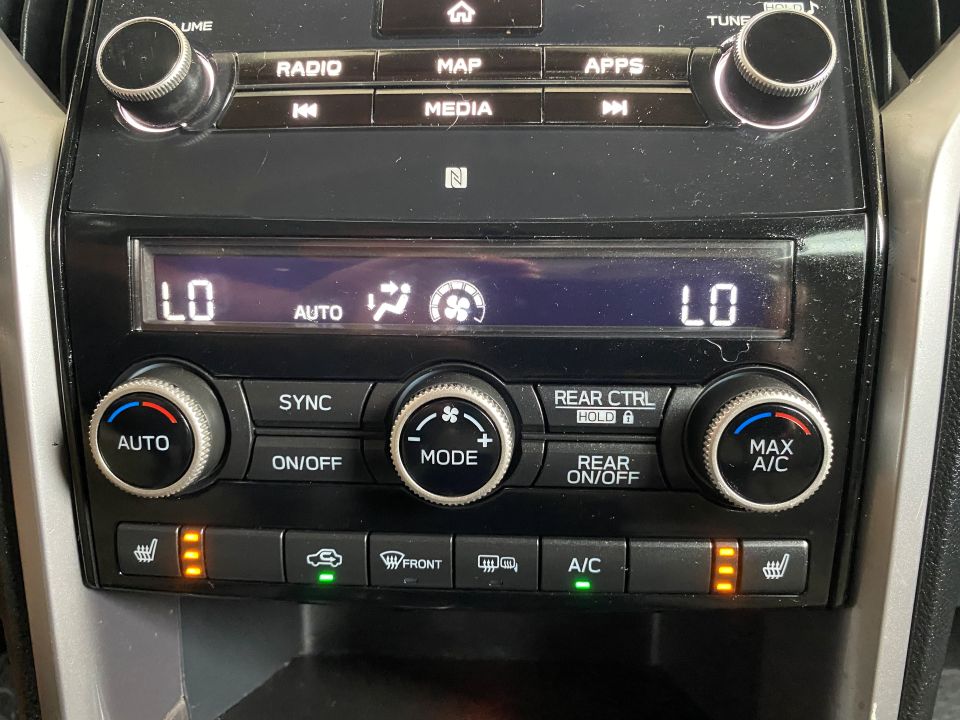 VOLUME
HOLD
TUNE
RADIO MAP APPS
MEDIA
N
LO AUTO LO
SYNC
REAR CTRL
HOLD
AUTO
MODE
MAX
A/C
ON/OFF
REAR
ON/OFF
FRONT
A/C